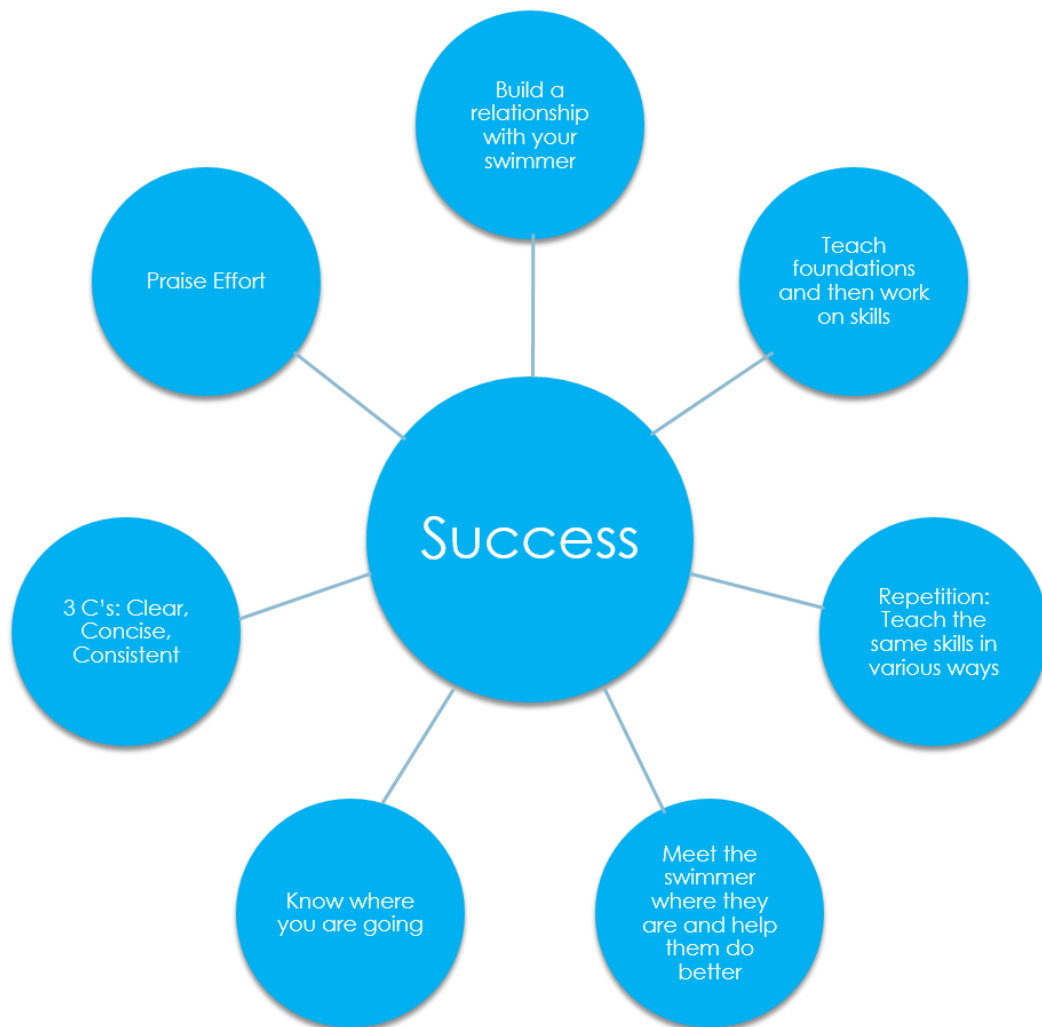 Build a
relationship
with your
swimmer
Teach
foundations
and then work
on skills
Repetition:
Teach the
same skills in
various ways
Meet the
swimmer
where they
are and help
them do
better
Know where
you are going
3 C's: Clear,
Concise,
Consistent
Praise Effort
Success